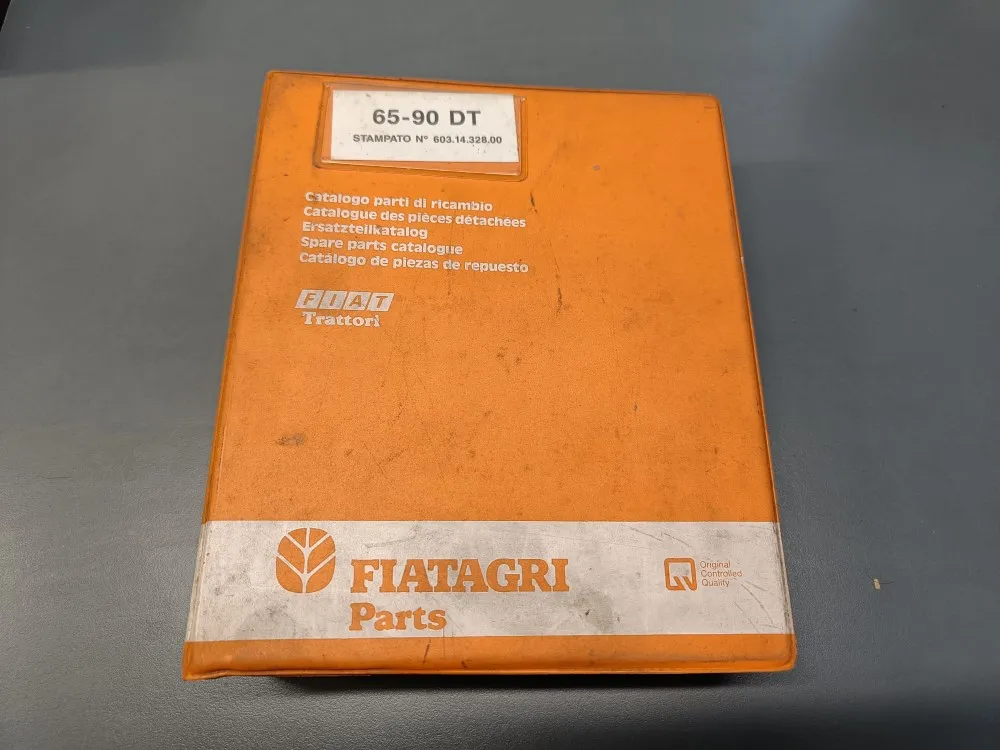 65-90 DT
STAMPATO N° 603.14.328.00
Catalogo parti di ricambio
Catalogue des pièces détachées
Ersatzteilkatalog
Spare parts catalogue
Catálogo de piezas de repuesto
FIAT
Trattori
FIATAGRI
Parts
Original
Controlled
Quality